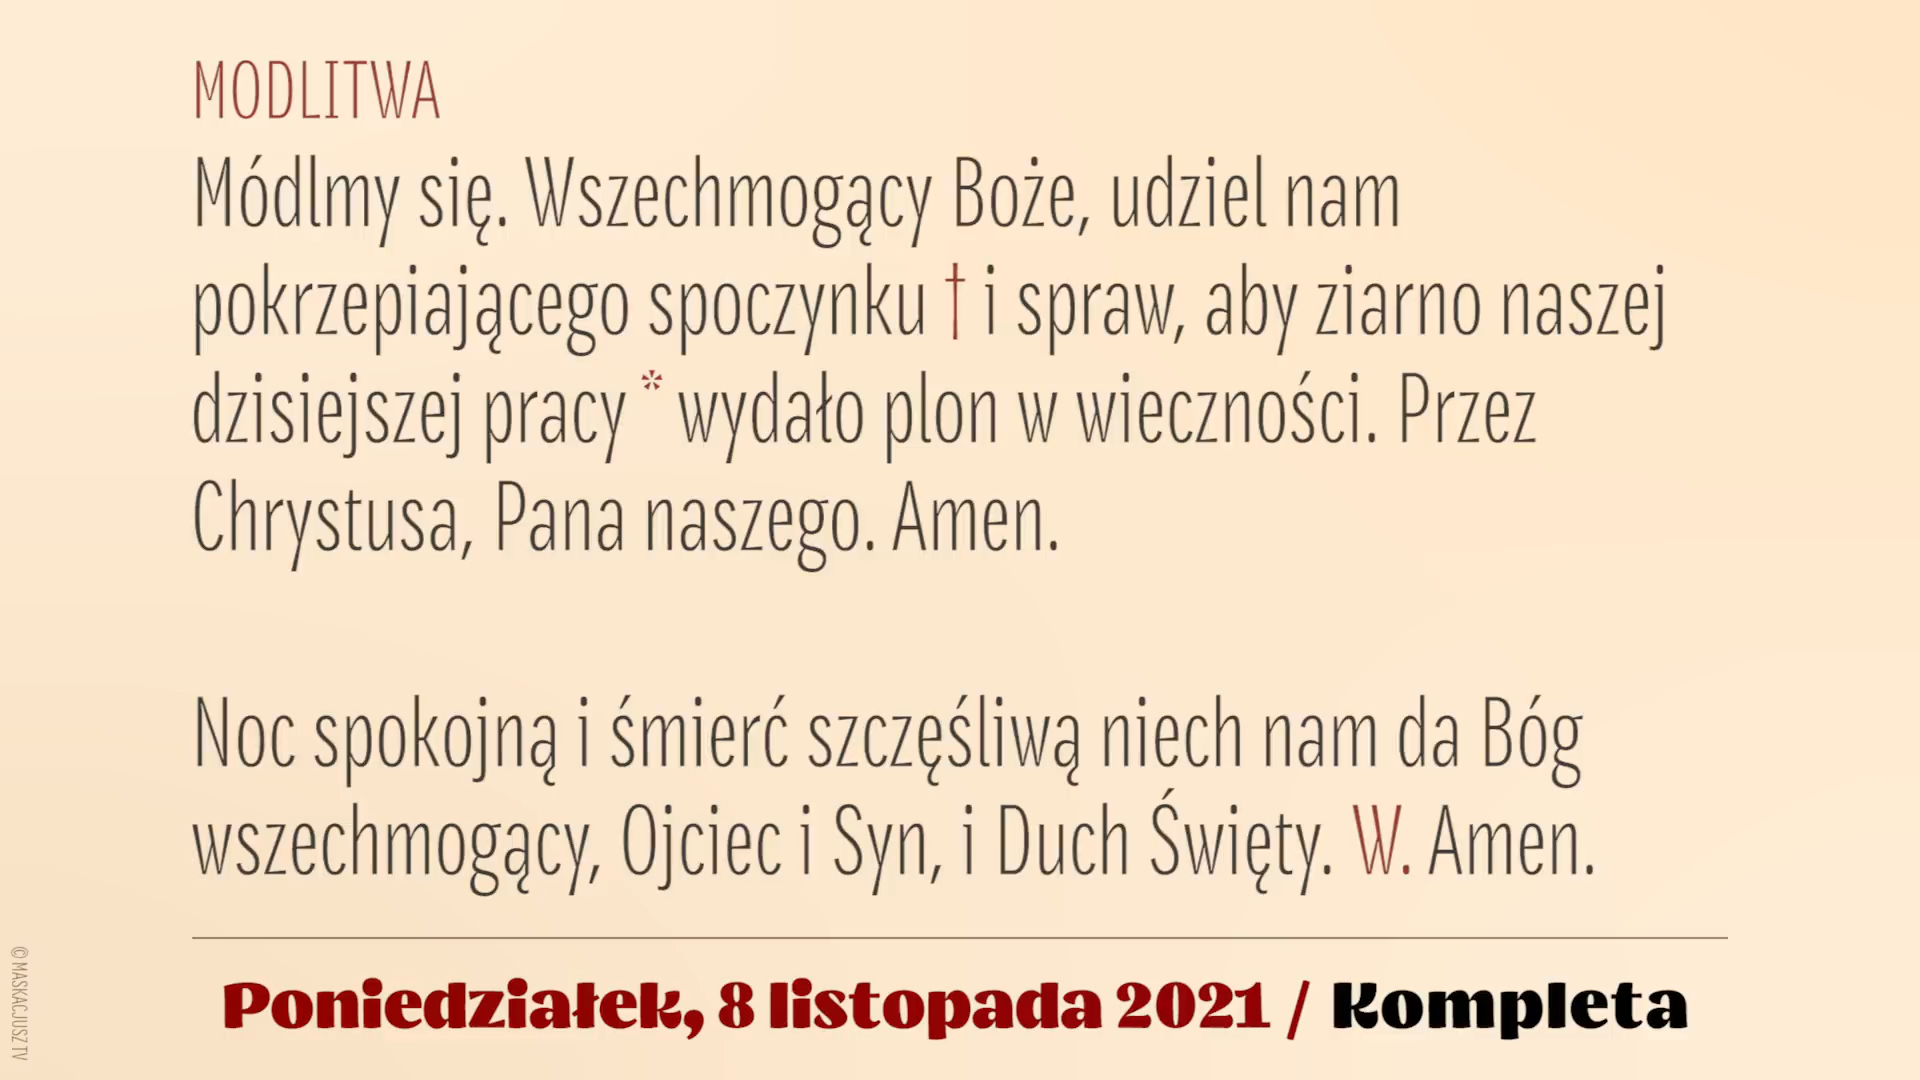 MODLITWA
Módlmy się. Wszechmogący Boże, udziel nam
pokrzepiającego spoczynku † i spraw, aby ziarno naszej
dzisiejszej pracy * wydało plon w wieczności. Przez
Chrystusa, Pana naszego. Amen.
Noc spokojną i śmierć szczęśliwą niech nam da Bóg
wszechmogący, Ojciec i Syn, i Duch Święty. W. Amen.
Poniedziałek, 8 listopada 2021 / Kompleta
© MASKACJUSZ TV